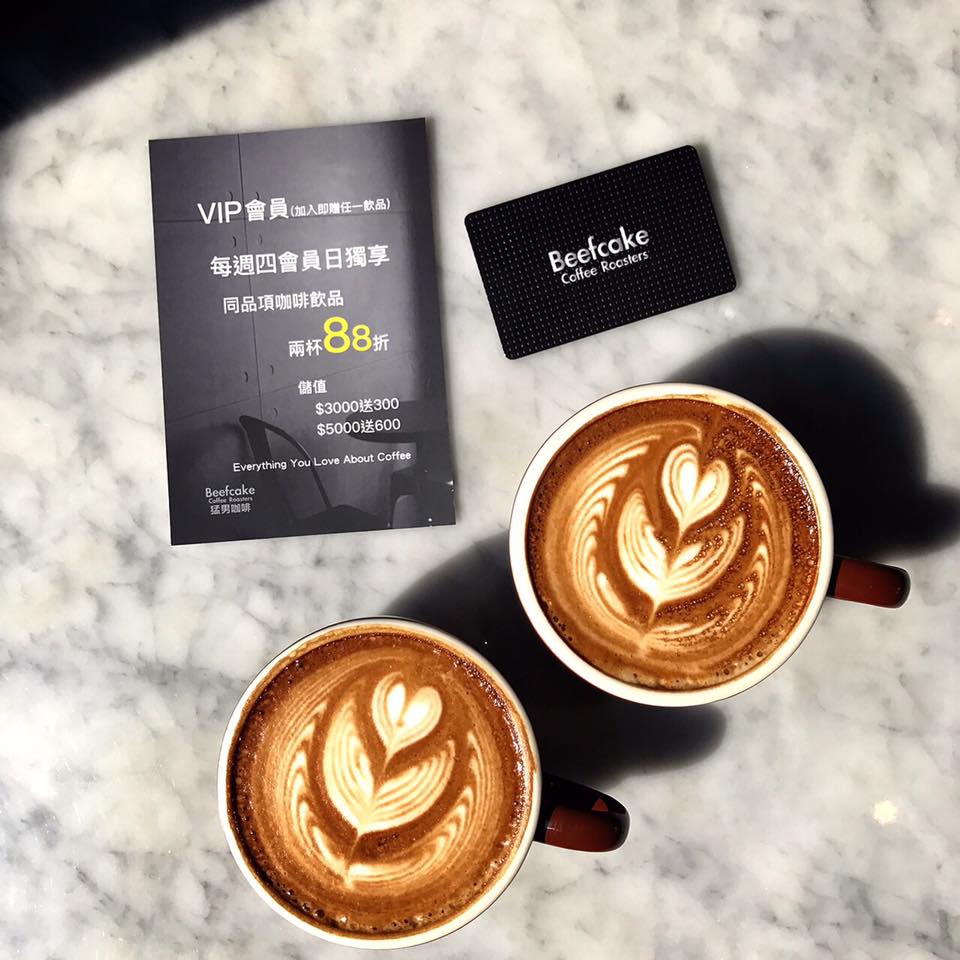 VIP會員(加入即贈任一飲品)
每週四會員日獨享
同品項咖啡飲品
兩杯88折
儲值
$3000送300
$5000送600
Everything You Love About Coffee
Beefcake
Coffee Roasters
猛男咖啡
Beefcake
Coffee Roasters